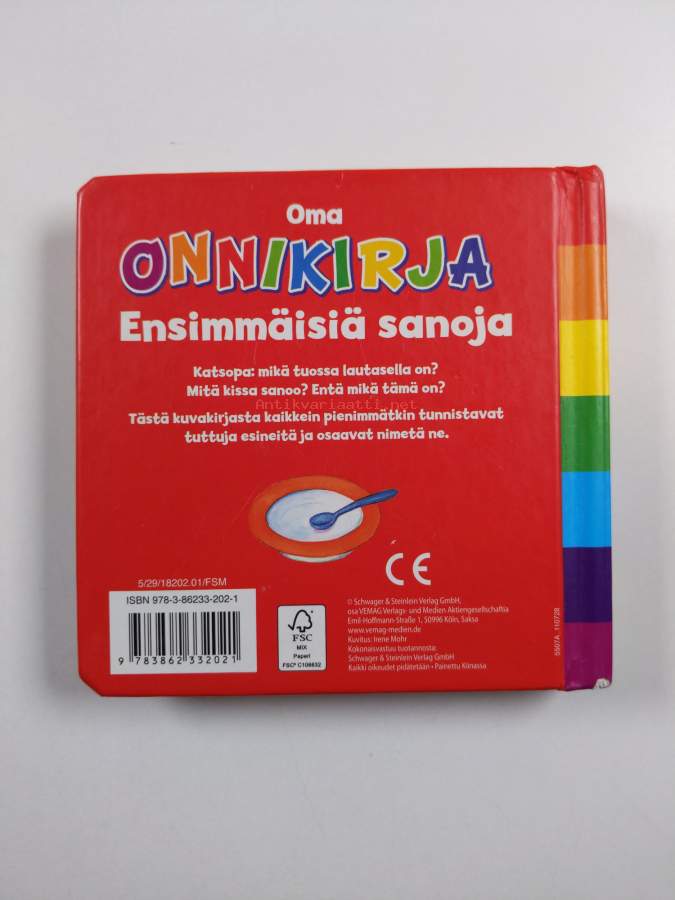 Oma
ONNIKIRJA
Ensimmäisiä sanoja
Katsopa: mikä tuossa lautasella on?
Mitä kissa sanoo? Entä mikä tämä on?
Antikvariaatti.net
Tästä kuvakirjasta kaikkein pienimmätkin tunnistavat
tuttuja esineitä ja osaavat nimetä ne.
CE
5/29/18202.01/FSM
ISBN 978-3-86233-202-1
9 783862 332021
FSC
MIX
Paperi
FSC® C108632
© Schwager & Steinlein Verlag GmbH,
osa VEMAG Verlags- und Medien Aktiengesellschaftia
Emil-Hoffmann-Straße 1, 50996 Köln, Saksa
www.vemag-medien.de
Kuvitus: Irene Mohr
Kokonaisvastuu tuotannosta:
Schwager & Steinlein Verlag GmbH
Kaikki oikeudet pidätetään • Painettu Kiinassa
5507A_110728